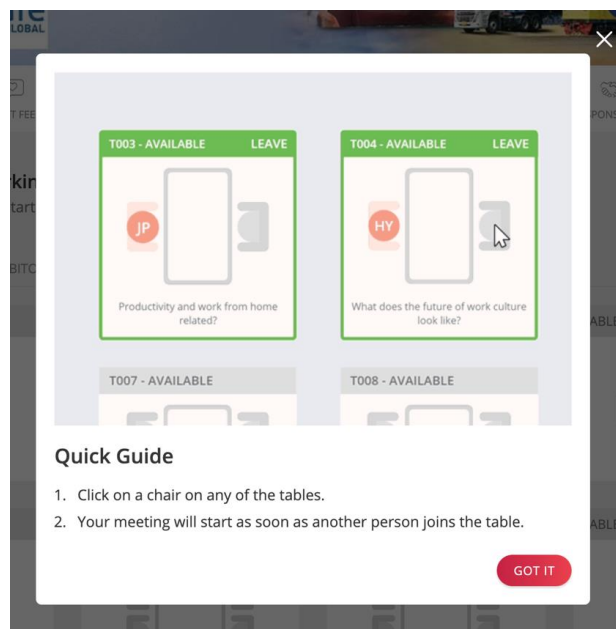 GLOBAL
T003 - AVAILABLE LEAVE
T004 - AVAILABLE LEAVE
JP
HY
Productivity and work from home
related?
What does the future of work culture
look like?
T007 - AVAILABLE
T008 - AVAILABLE
Quick Guide
1. Click on a chair on any of the tables.
2. Your meeting will start as soon as another person joins the table.
GOT IT